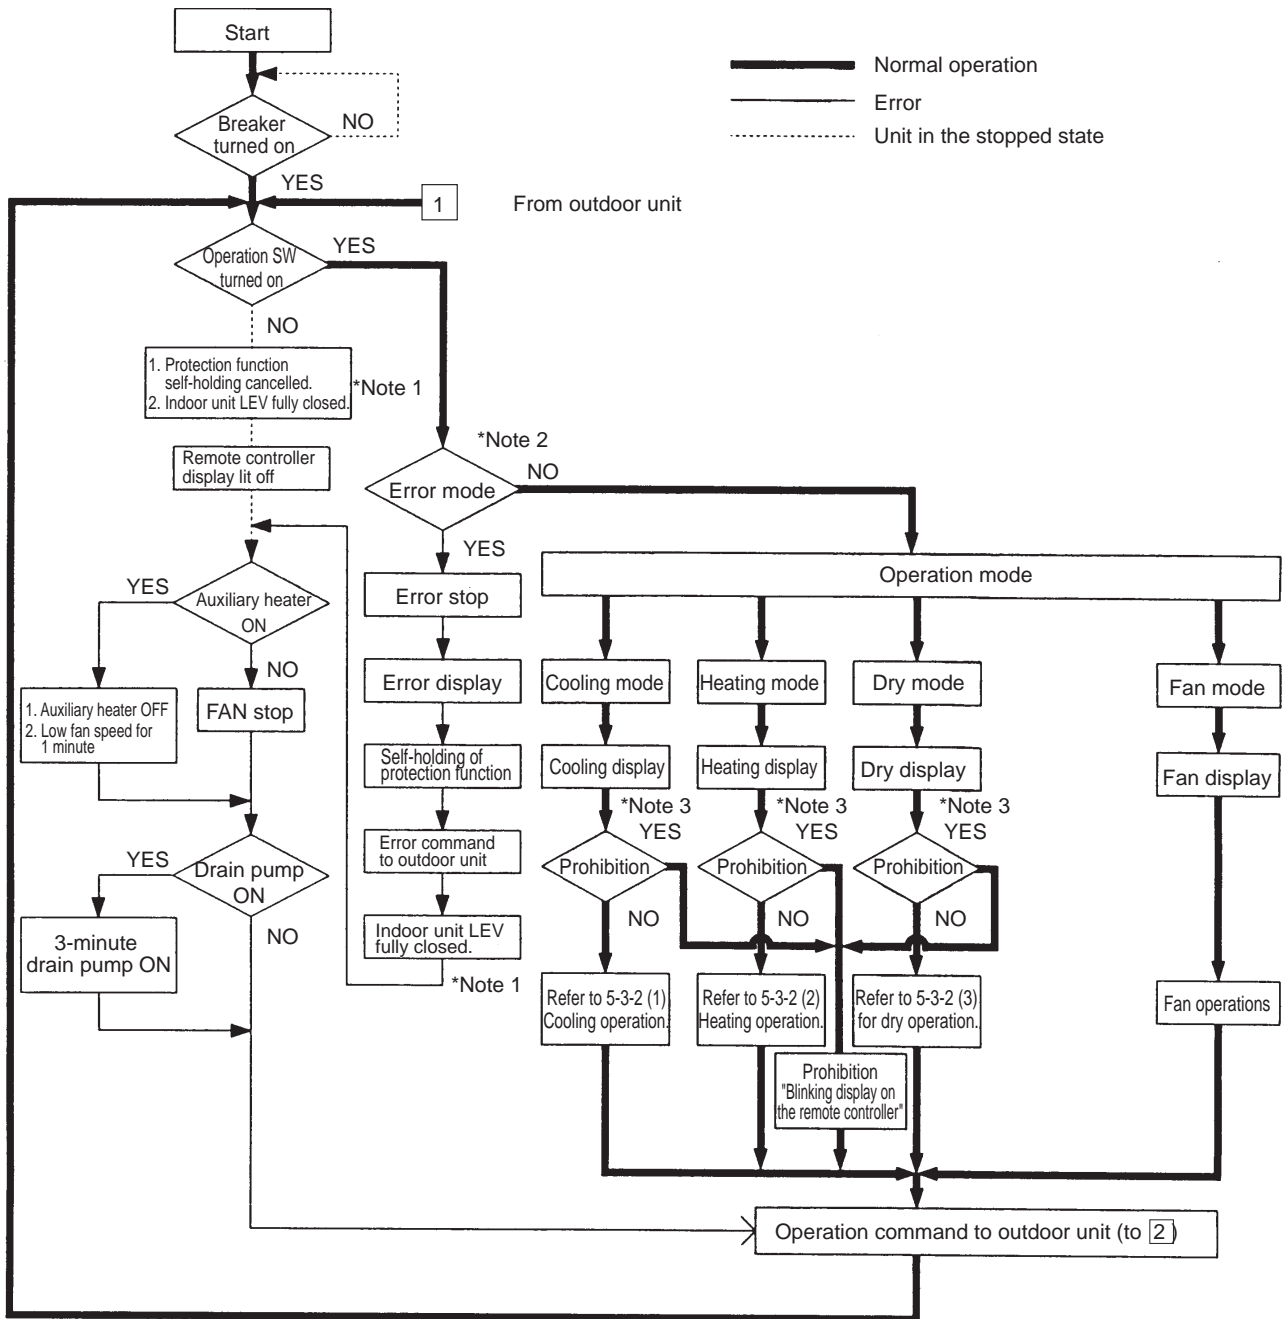 Start
Normal operation
Error
Unit in the stopped state
Breaker
turned on
NO
YES
1
From outdoor unit
Operation SW
turned on
YES
NO
1. Protection function
self-holding cancelled.
2. Indoor unit LEV fully closed.
*Note 1
Remote controller
display lit off
*Note 2
Error mode
NO
YES
Operation mode
YES
Auxiliary heater
ON
NO
Error stop
1. Auxiliary heater OFF
2. Low fan speed for
1 minute
FAN stop
Error display
Cooling mode
Heating mode
Dry mode
Fan mode
Self-holding of
protection function
Cooling display
Heating display
Dry display
Fan display
*Note 3
YES
*Note 3
YES
*Note 3
YES
YES
Drain pump
ON
NO
Error command
to outdoor unit
Prohibition
Prohibition
Prohibition
NO
NO
NO
3-minute
drain pump ON
Indoor unit LEV
fully closed.
*Note 1
Refer to 5-3-2 (1)
Cooling operation.
Refer to 5-3-2 (2)
Heating operation.
Refer to 5-3-2 (3)
for dry operation.
Fan operations
Prohibition
"Blinking display on
the remote controller"
Operation command to outdoor unit (to 2)